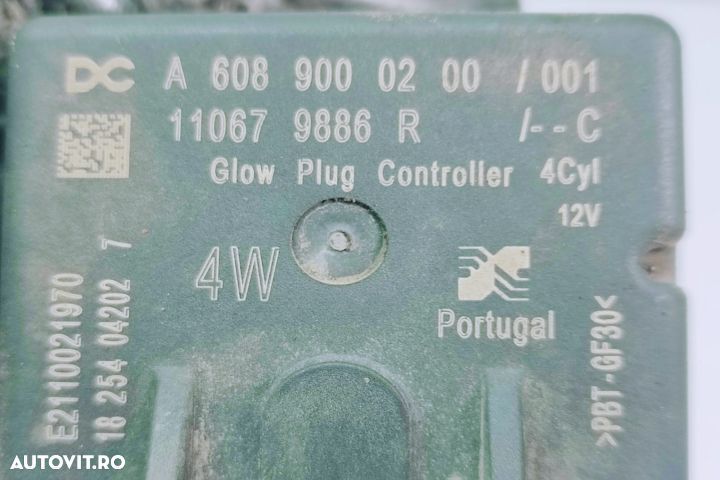 DC A 608 900 02 00 /001
11067 9886 R /--C
Glow Plug Controller 4Cyl
12V
4W
Portugal
E2110021970
18 254 04202 7
>PBT-GF30<
AUTOVIT.RO